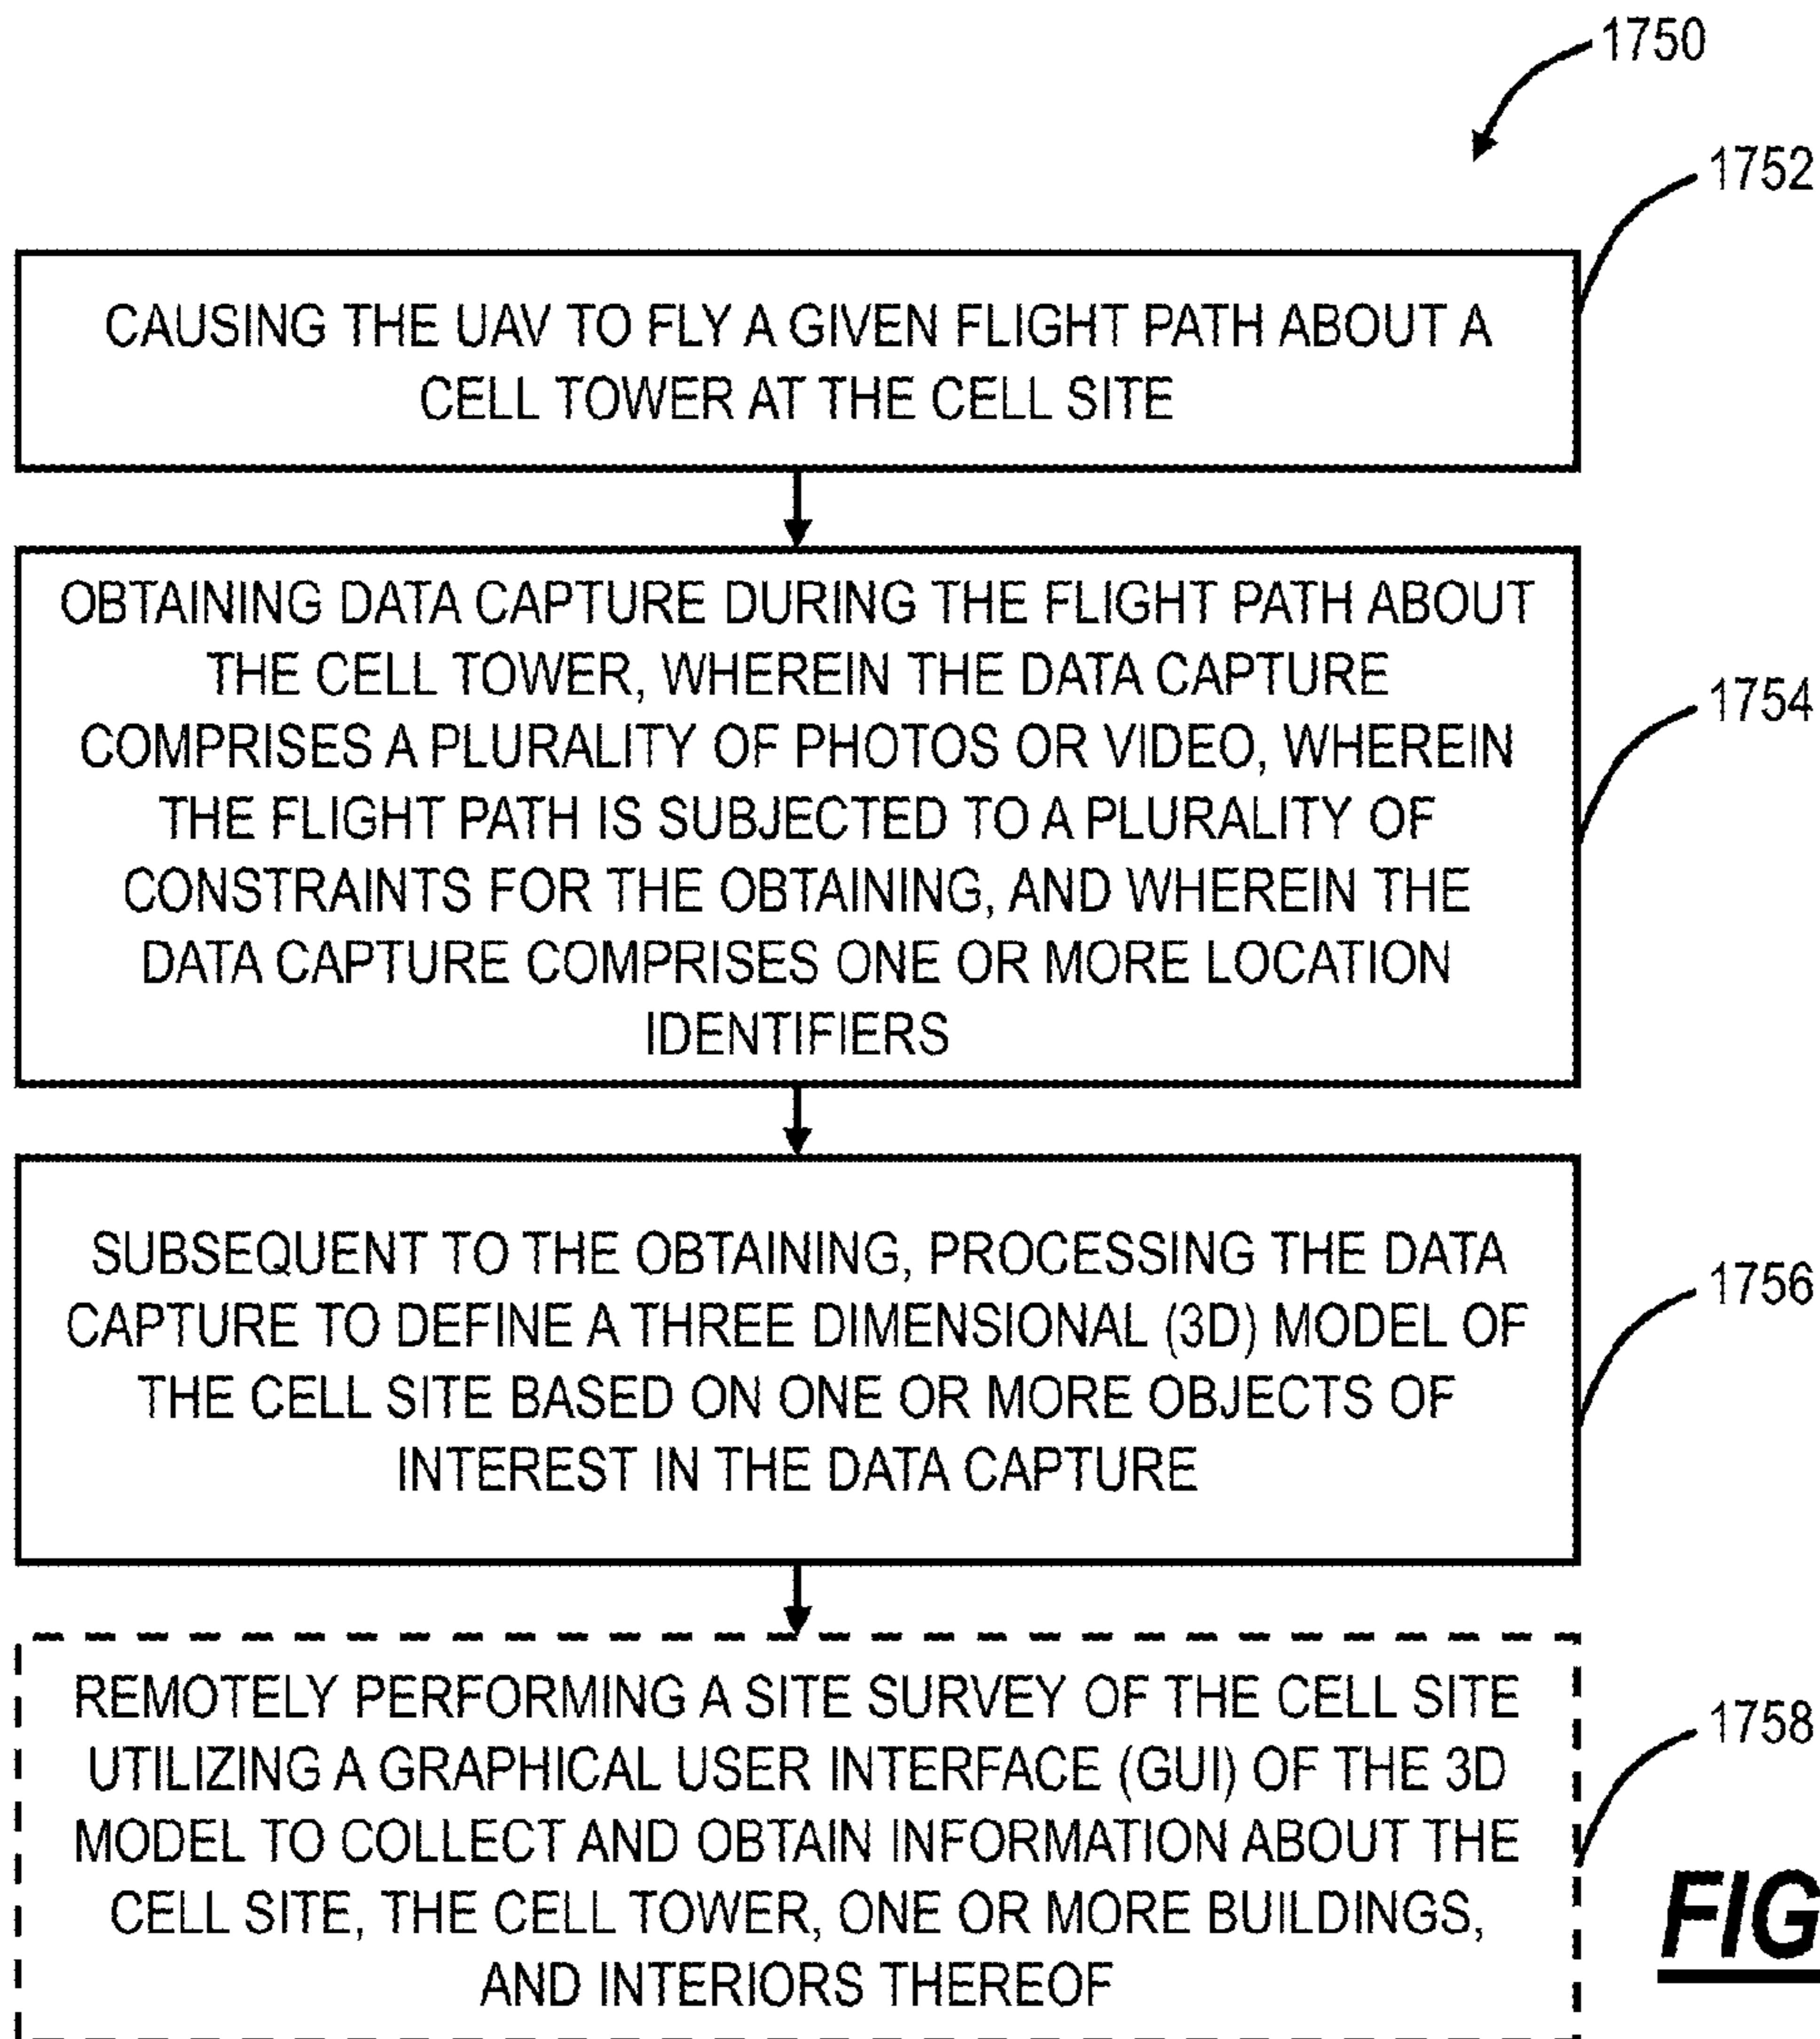 1750
1752
CAUSING THE UAV TO FLY A GIVEN FLIGHT PATH ABOUT A
CELL TOWER AT THE CELL SITE
OBTAINING DATA CAPTURE DURING THE FLIGHT PATH ABOUT
THE CELL TOWER, WHEREIN THE DATA CAPTURE
COMPRISES A PLURALITY OF PHOTOS OR VIDEO, WHEREIN
THE FLIGHT PATH IS SUBJECTED TO A PLURALITY OF
CONSTRAINTS FOR THE OBTAINING, AND WHEREIN THE
DATA CAPTURE COMPRISES ONE OR MORE LOCATION
IDENTIFIERS
1754
SUBSEQUENT TO THE OBTAINING, PROCESSING THE DATA
CAPTURE TO DEFINE A THREE DIMENSIONAL (3D) MODEL OF
THE CELL SITE BASED ON ONE OR MORE OBJECTS OF
INTEREST IN THE DATA CAPTURE
1756
REMOTELY PERFORMING A SITE SURVEY OF THE CELL SITE
UTILIZING A GRAPHICAL USER INTERFACE (GUI) OF THE 3D
MODEL TO COLLECT AND OBTAIN INFORMATION ABOUT THE
CELL SITE, THE CELL TOWER, ONE OR MORE BUILDINGS,
AND INTERIORS THEREOF
1758
FIG